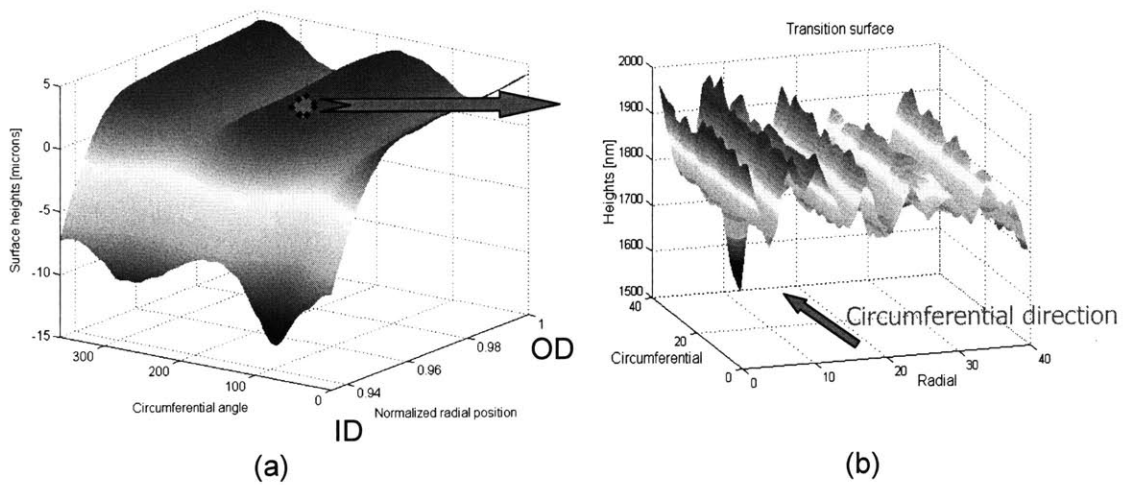 5
0
-5
-10
-15
Surface heights [microns]
300
200
100
0
Circumferential angle
0.94
0.96
0.98
1
Normalized radial position
ID
OD
(a)
Transition surface
2000
1900
1800
1700
1600
1500
Heights [nm]
40
20
0
Circumferential
0
10
20
30
40
Radial
Circumferential direction
(b)